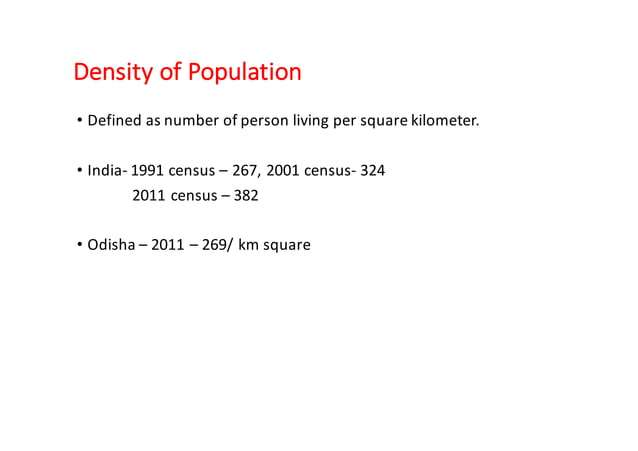 Density of Population
• Defined as number of person living per square kilometer.
• India- 1991 census – 267, 2001 census- 324
2011 census – 382
• Odisha – 2011 – 269/ km square